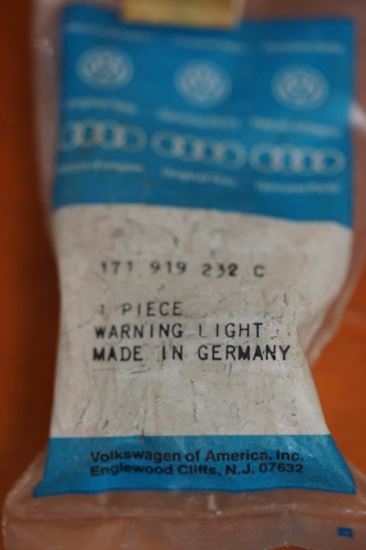 171 919 232 C
1 PIECE
WARNING LIGHT
MADE IN GERMANY
Volkswagen of America, Inc.
Englewood Cliffs, N.J. 07632